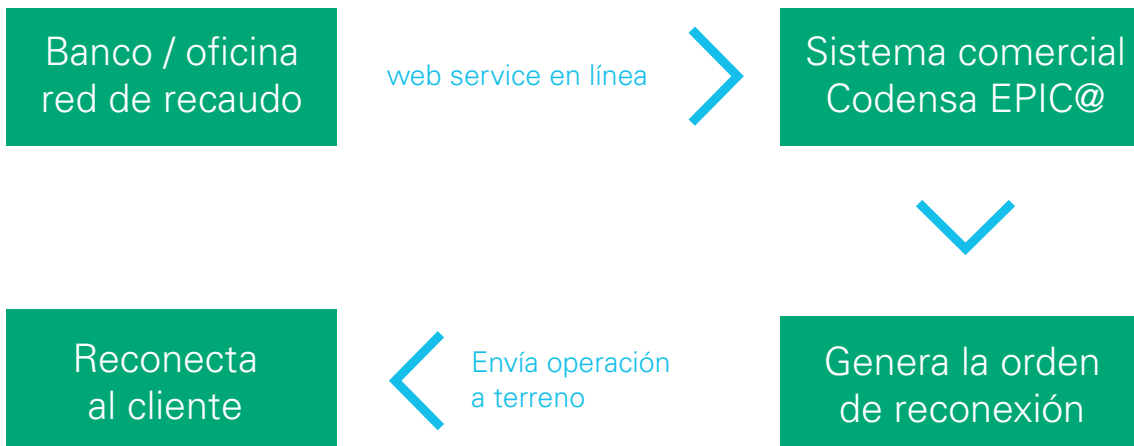 Banco / oficina
red de recaudo
web service en línea
Sistema comercial
Codensa EPIC@
Genera la orden
de reconexión
Envía operación
a terreno
Reconecta
al cliente